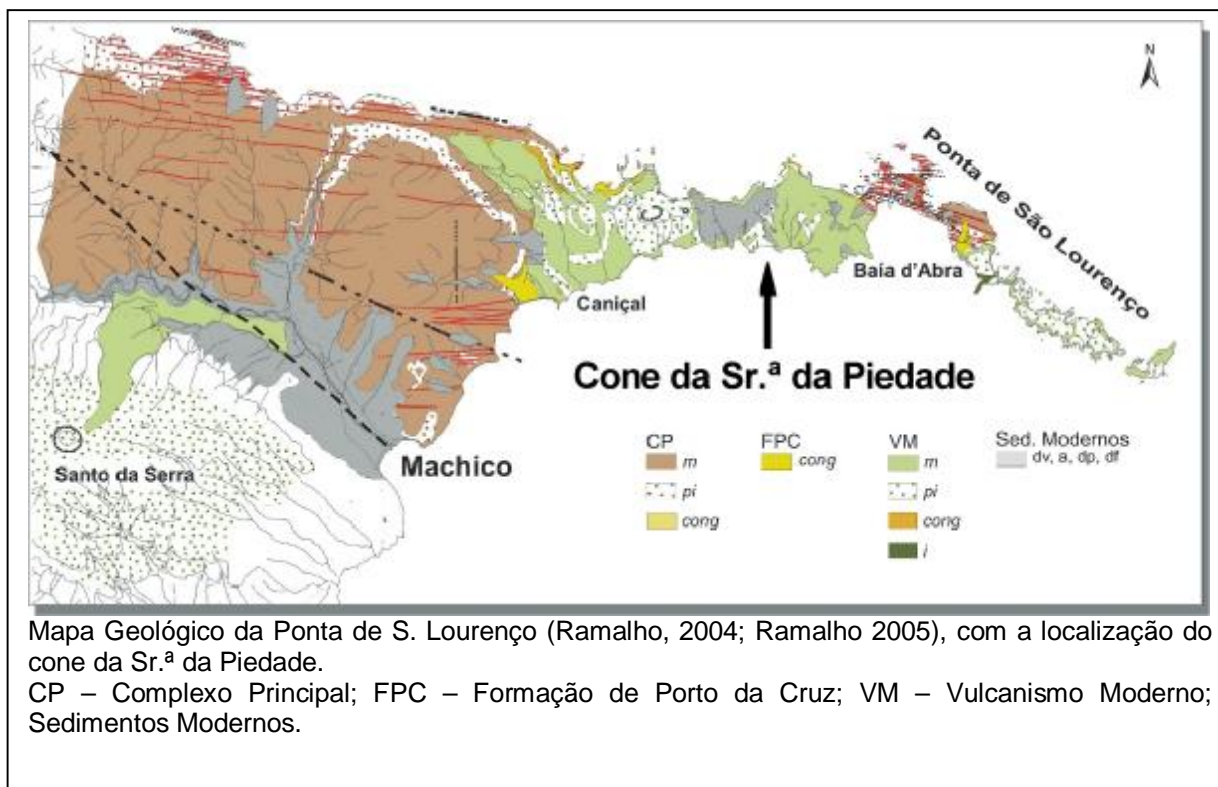 N
Ponta de São Lourenço
Baía d'Abra
Caniçal
Cone da Sr.ª da Piedade
Santo da Serra
Machico
CP
m
pi
cong
FPC
cong
VM
m
pi
cong
i
Sed. Modernos
dv, a, dp, df
Mapa Geológico da Ponta de S. Lourenço (Ramalho, 2004; Ramalho 2005), com a localização do
cone da Sr.ª da Piedade.
CP – Complexo Principal; FPC – Formação de Porto da Cruz; VM – Vulcanismo Moderno;
Sedimentos Modernos.